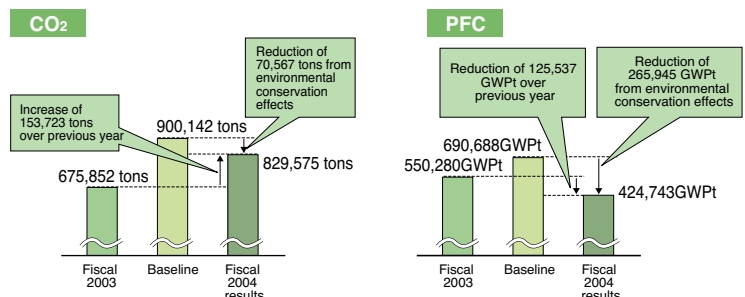 CO2
Reduction of
70,567 tons from
environmental
conservation
effects
Increase of
153,723 tons
over previous year
900,142 tons
829,575 tons
675,852 tons
Fiscal
2003
Baseline
Fiscal
2004
results
PFC
Reduction of 125,537
GWPt over
previous year
Reduction of
265,945 GWPt
from environmental
conservation effects
690,688GWPt
550,280GWPt
424,743GWPt
Fiscal
2003
Baseline
Fiscal
2004
results